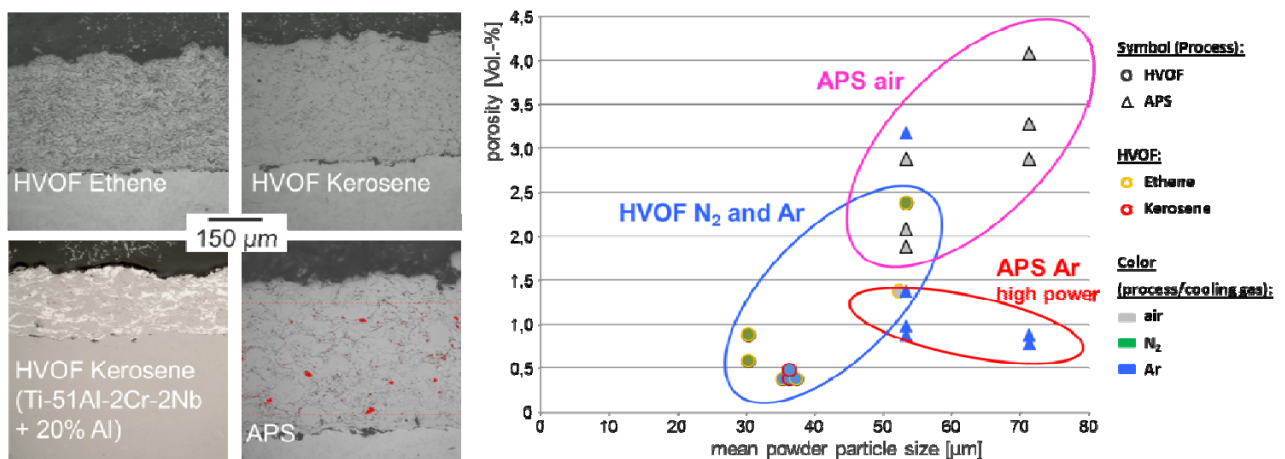 HVOF Ethene
HVOF Kerosene
150 µm
HVOF Kerosene
(Ti-51Al-2Cr-2Nb
+ 20% Al)
APS
porosity [Vol.-%]
4,5
4,0
3,5
3,0
2,5
2,0
1,5
1,0
0,5
0
0
10
20
30
40
50
60
70
80
mean powder particle size [µm]
APS air
HVOF N₂ and Ar
APS Ar
high power
Symbol (Process):
HVOF
APS
HVOF:
Ethene
Kerosene
Color
(process/cooling gas):
air
N₂
Ar